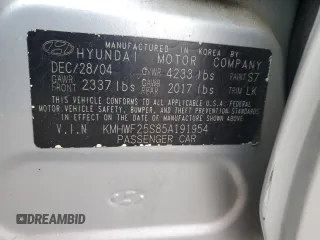 MANUFACTURED IN KOREA BY
HYUNDAI MOTOR COMPANY
DEC/28/04 GVWR 4233 lbs PAINT S7
GAWR FRONT 2337 lbs GAWR REAR 2017 lbs TRIM LK
THIS VEHICLE CONFORMS TO ALL APPLICABLE U.S. FEDERAL
MOTOR VEHICLE SAFETY, BUMPER, AND THEFT PREVENTION STANDARDS
IN EFFECT ON THE DATE OF MANUFACTURE SHOWN ABOVE.
V.I.N KMHWF25S85A191954
PASSENGER CAR
DREAMBID